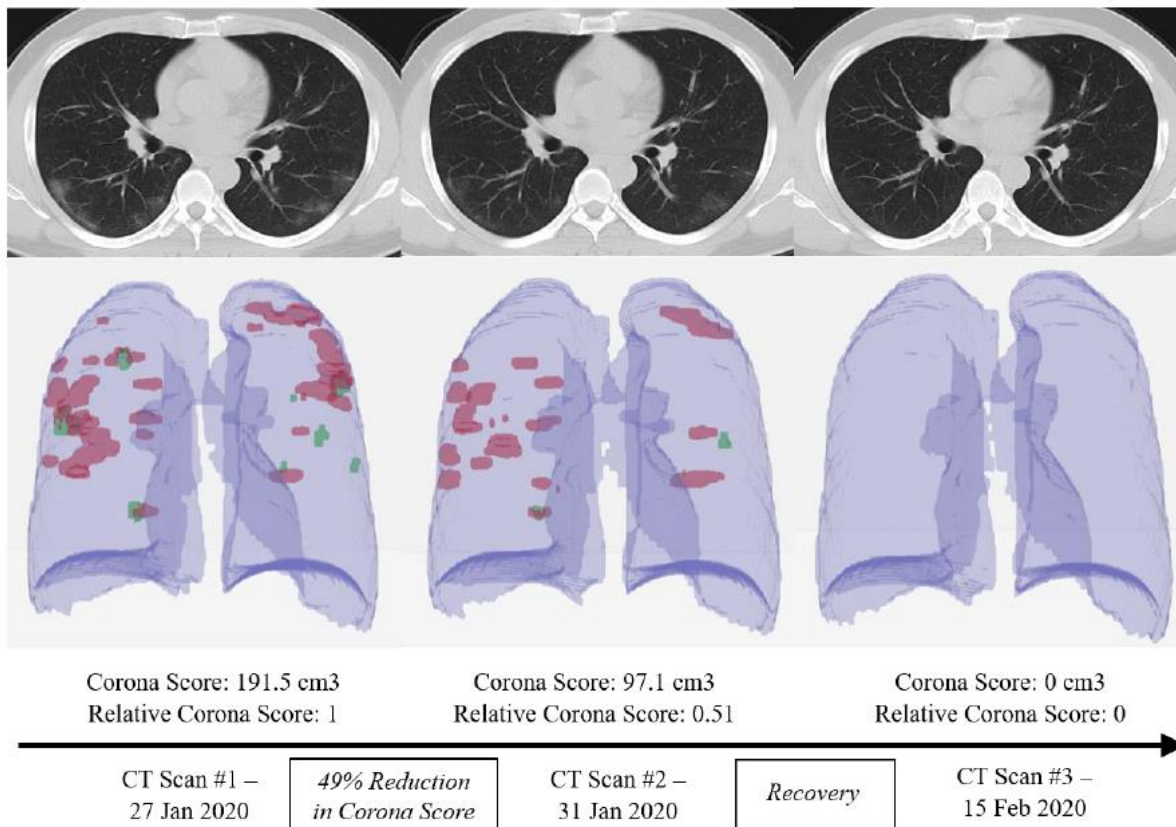 Corona Score: 191.5 cm3
Relative Corona Score: 1
Corona Score: 97.1 cm3
Relative Corona Score: 0.51
Corona Score: 0 cm3
Relative Corona Score: 0
CT Scan #1 –
27 Jan 2020
49% Reduction
in Corona Score
CT Scan #2 –
31 Jan 2020
Recovery
CT Scan #3 –
15 Feb 2020